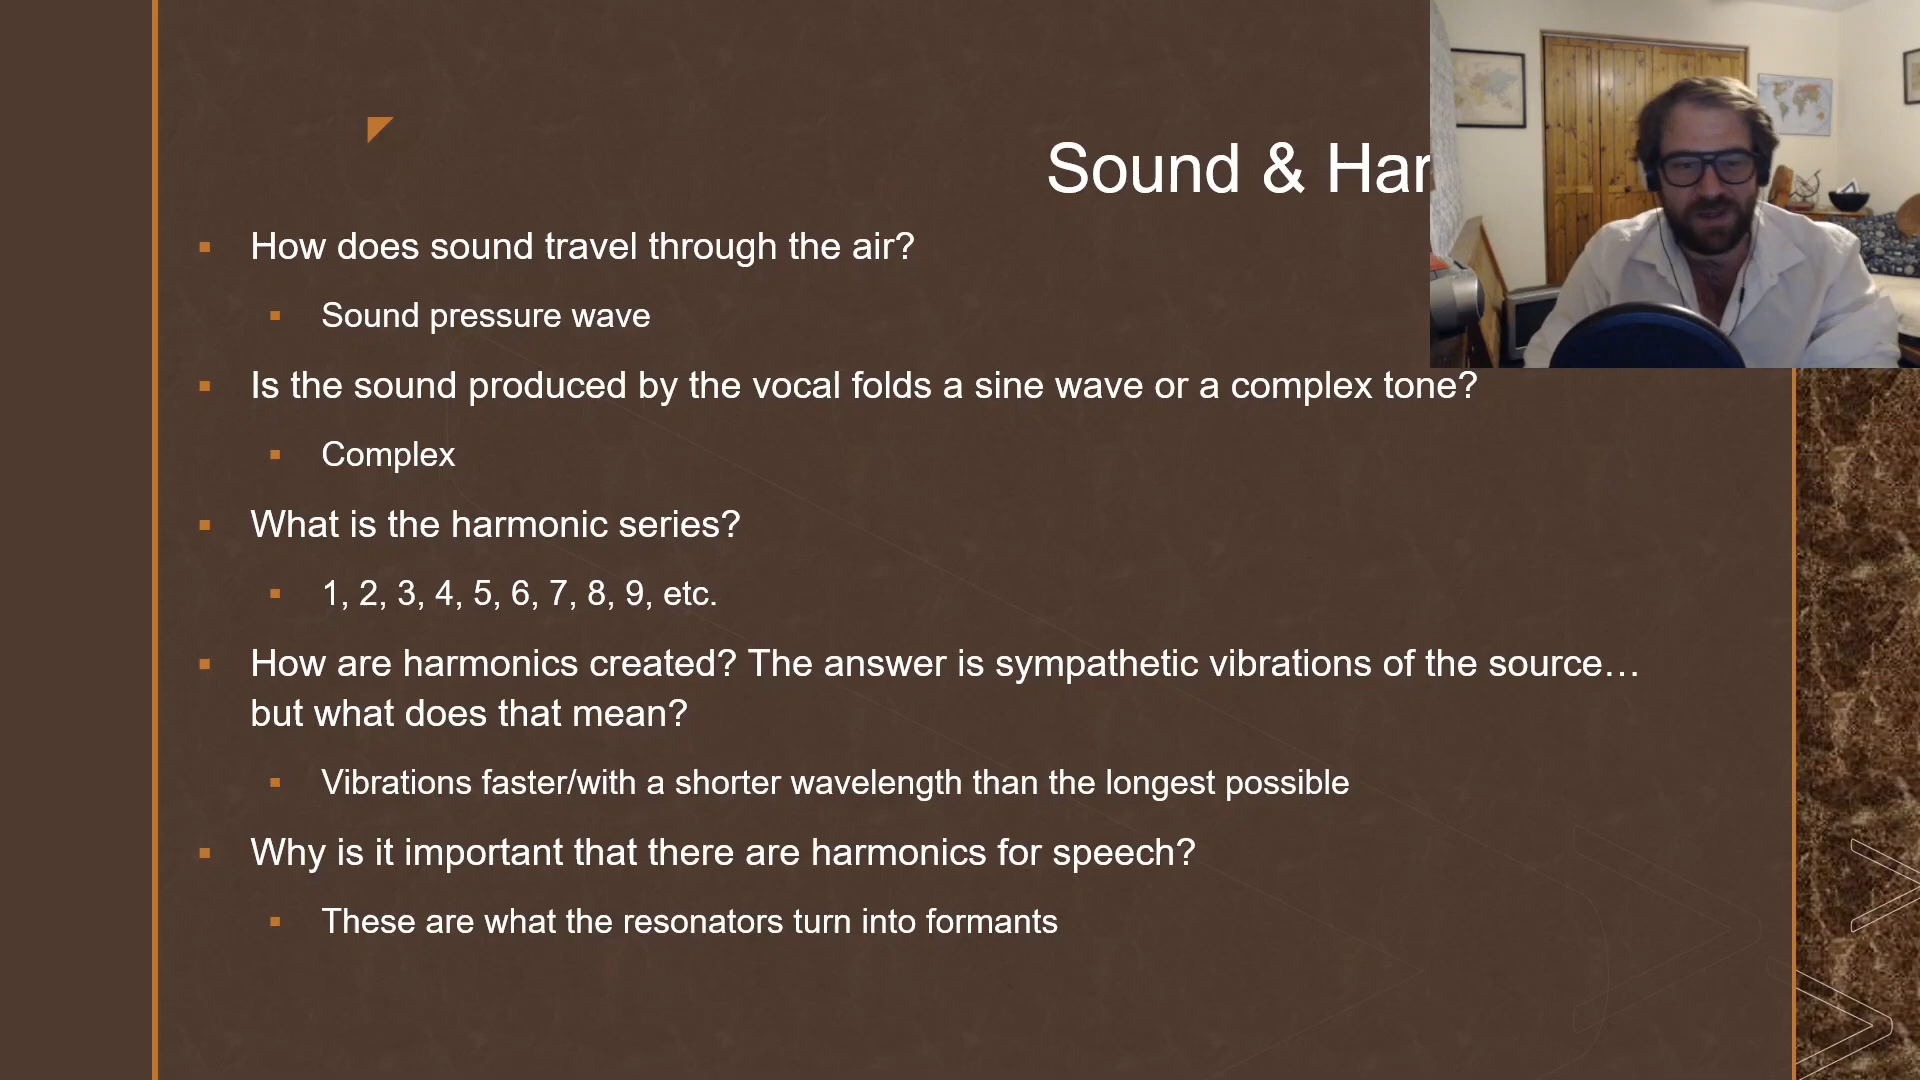 Sound & Har
How does sound travel through the air?
Sound pressure wave
Is the sound produced by the vocal folds a sine wave or a complex tone?
Complex
What is the harmonic series?
1, 2, 3, 4, 5, 6, 7, 8, 9, etc.
How are harmonics created? The answer is sympathetic vibrations of the source…
but what does that mean?
Vibrations faster/with a shorter wavelength than the longest possible
Why is it important that there are harmonics for speech?
These are what the resonators turn into formants